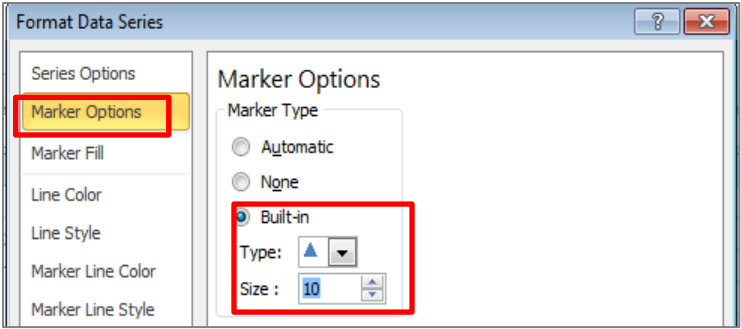 Format Data Series
Series Options
Marker Options
Marker Fill
Line Color
Line Style
Marker Line Color
Marker Line Style
Marker Options
Marker Type
Automatic
None
Built-in
Type:
Size : 10